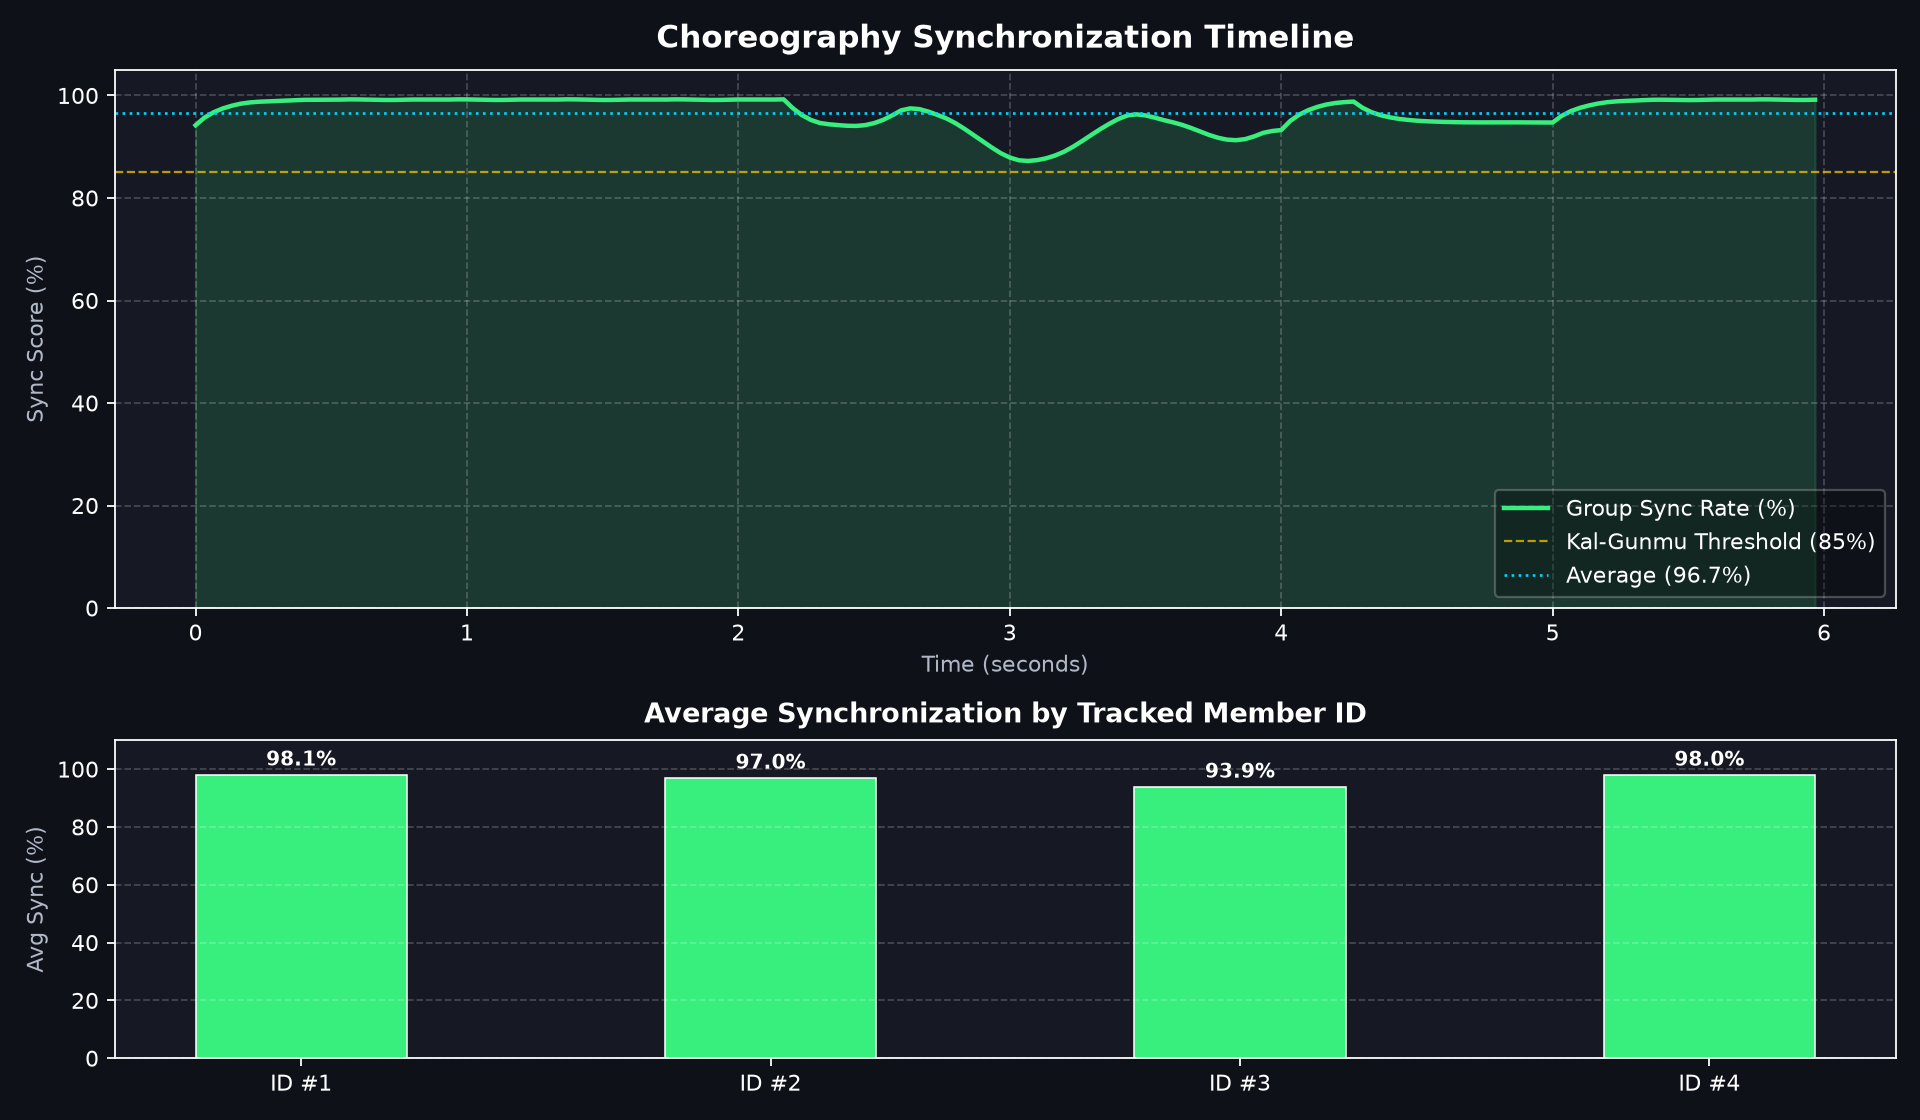 Choreography Synchronization Timeline
Sync Score (%)
100
80
60
40
20
0
0 1 2 3 4 5 6
Time (seconds)
Group Sync Rate (%)
Kal-Gunmu Threshold (85%)
Average (96.7%)
Average Synchronization by Tracked Member ID
Avg Sync (%)
100
80
60
40
20
0
98.1% 97.0% 93.9% 98.0%
ID #1 ID #2 ID #3 ID #4